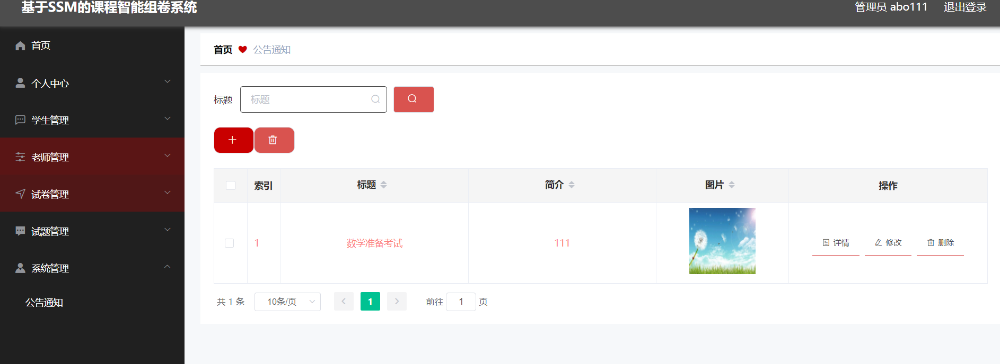 基于SSM的课程智能组卷系统
管理员 abo111 退出登录
首页
个人中心
学生管理
老师管理
试卷管理
试题管理
系统管理
公告通知
首页 公告通知
标题 标题
索引 标题 简介 图片 操作
1 数学准备考试 111 详情 修改 删除
共 1 条 10条/页 1 前往 1 页